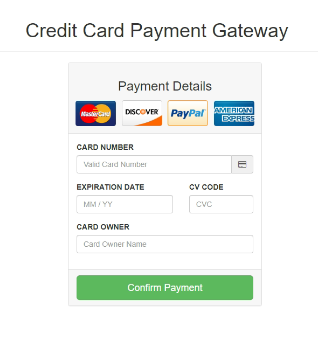 Credit Card Payment Gateway
Payment Details
MasterCard DISCOVER PayPal AMERICAN EXPRESS
CARD NUMBER
Valid Card Number
EXPIRATION DATE CV CODE
MM / YY CVC
CARD OWNER
Card Owner Name
Confirm Payment